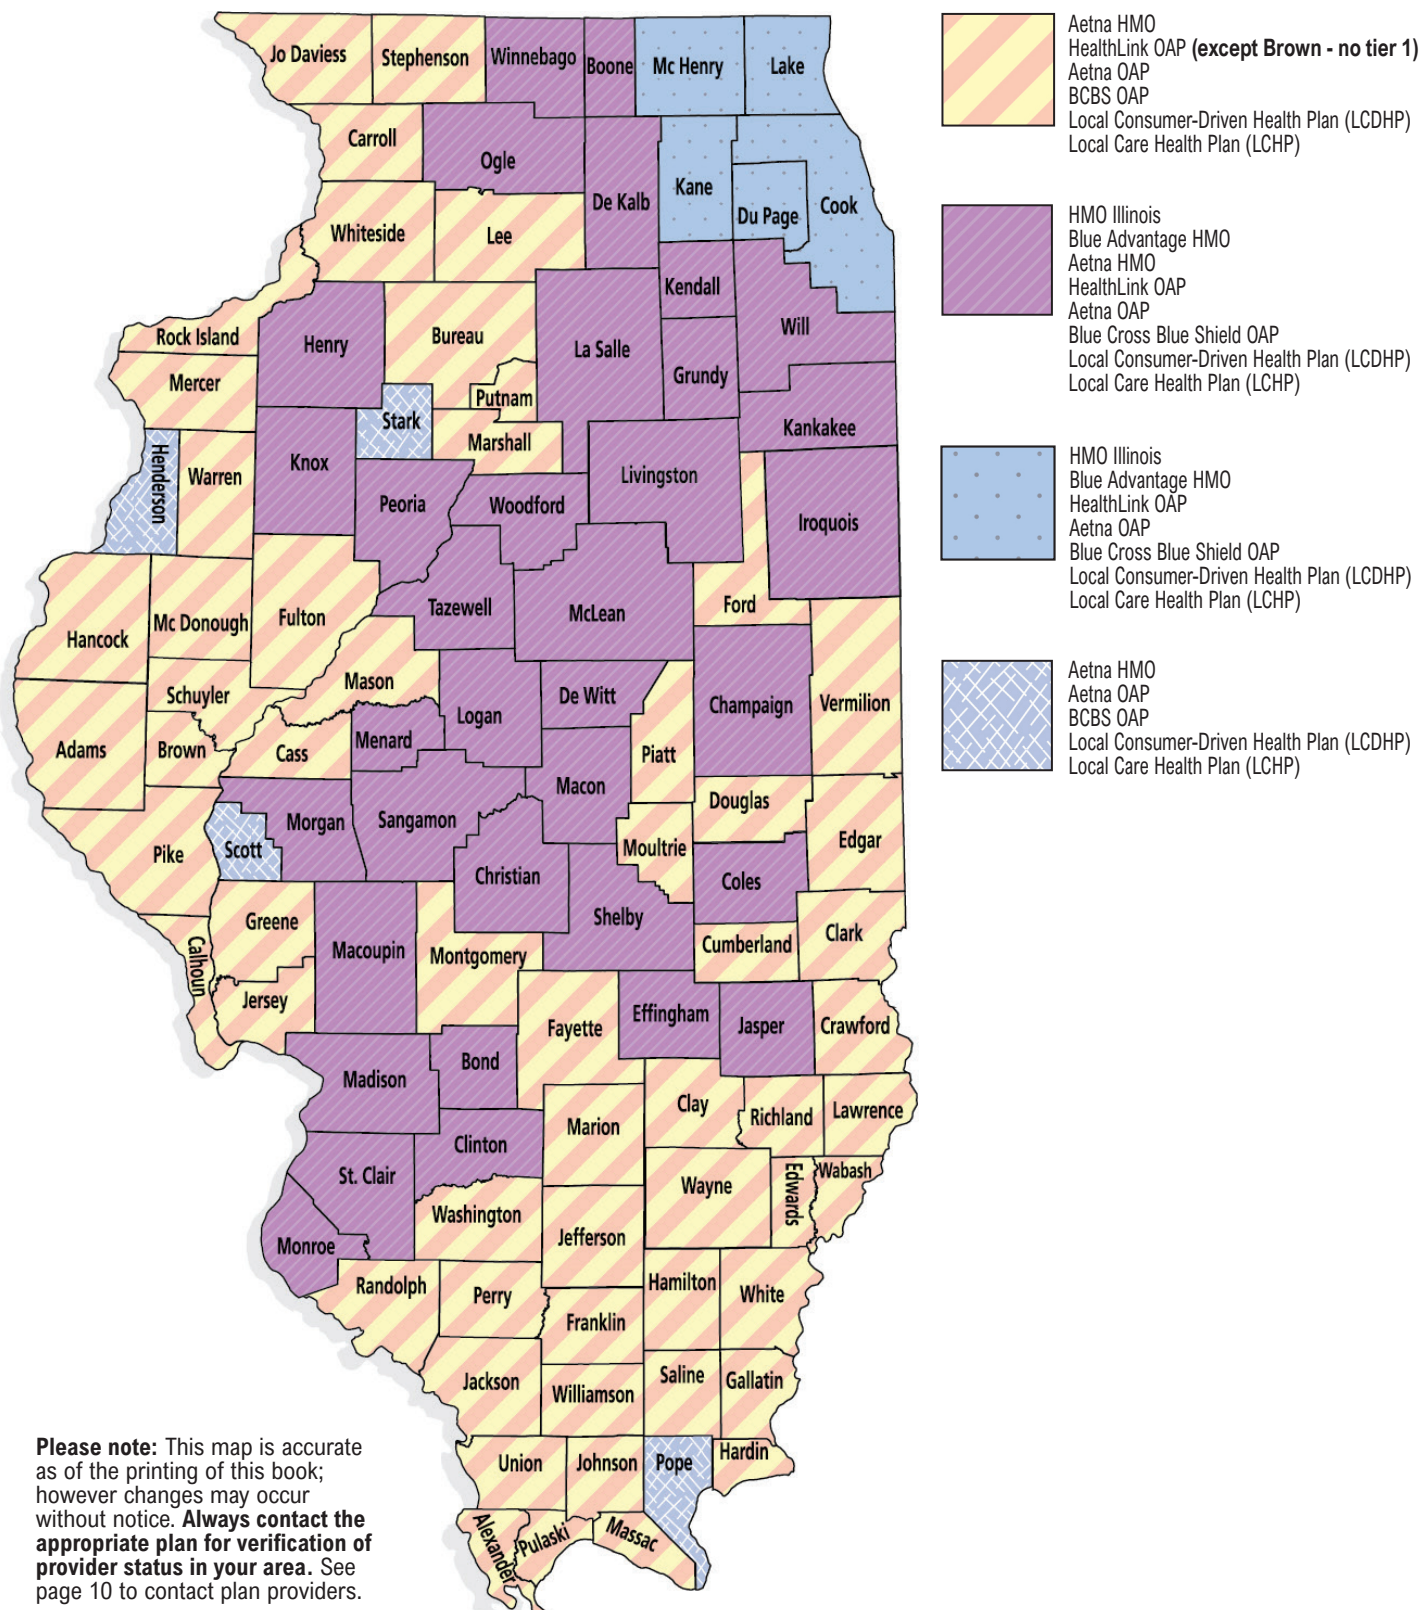 Jo Daviess
Stephenson
Winnebago
Boone
Mc Henry
Lake
Carroll
Ogle
De Kalb
Kane
Du Page
Cook
Whiteside
Lee
Kendall
Will
Rock Island
Henry
Bureau
La Salle
Grundy
Mercer
Putnam
Kankakee
Stark
Marshall
Henderson
Warren
Knox
Peoria
Woodford
Livingston
Iroquois
Hancock
Mc Donough
Fulton
Tazewell
McLean
Ford
Schuyler
Mason
Logan
De Witt
Champaign
Vermilion
Adams
Brown
Cass
Menard
Piatt
Macon
Douglas
Pike
Scott
Morgan
Sangamon
Christian
Moultrie
Coles
Edgar
Greene
Macoupin
Montgomery
Shelby
Cumberland
Clark
Calhoun
Jersey
Fayette
Effingham
Jasper
Crawford
Madison
Bond
Clay
Richland
Lawrence
St. Clair
Clinton
Marion
Wayne
Edwards
Wabash
Monroe
Washington
Jefferson
Randolph
Perry
Hamilton
White
Franklin
Jackson
Williamson
Saline
Gallatin
Union
Johnson
Pope
Hardin
Alexander
Pulaski
Massac
Aetna HMO
HealthLink OAP (except Brown - no tier 1)
Aetna OAP
BCBS OAP
Local Consumer-Driven Health Plan (LCDHP)
Local Care Health Plan (LCHP)
HMO Illinois
Blue Advantage HMO
Aetna HMO
HealthLink OAP
Aetna OAP
Blue Cross Blue Shield OAP
Local Consumer-Driven Health Plan (LCDHP)
Local Care Health Plan (LCHP)
HMO Illinois
Blue Advantage HMO
HealthLink OAP
Aetna OAP
Blue Cross Blue Shield OAP
Local Consumer-Driven Health Plan (LCDHP)
Local Care Health Plan (LCHP)
Aetna HMO
Aetna OAP
BCBS OAP
Local Consumer-Driven Health Plan (LCDHP)
Local Care Health Plan (LCHP)
Please note: This map is accurate
as of the printing of this book;
however changes may occur
without notice. Always contact the
appropriate plan for verification of
provider status in your area. See
page 10 to contact plan providers.